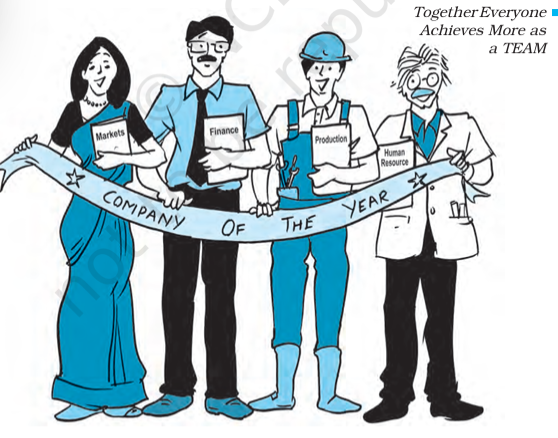 Together Everyone
Achieves More as
a TEAM
Markets
Finance
Production
Human
Resource
COMPANY OF THE YEAR